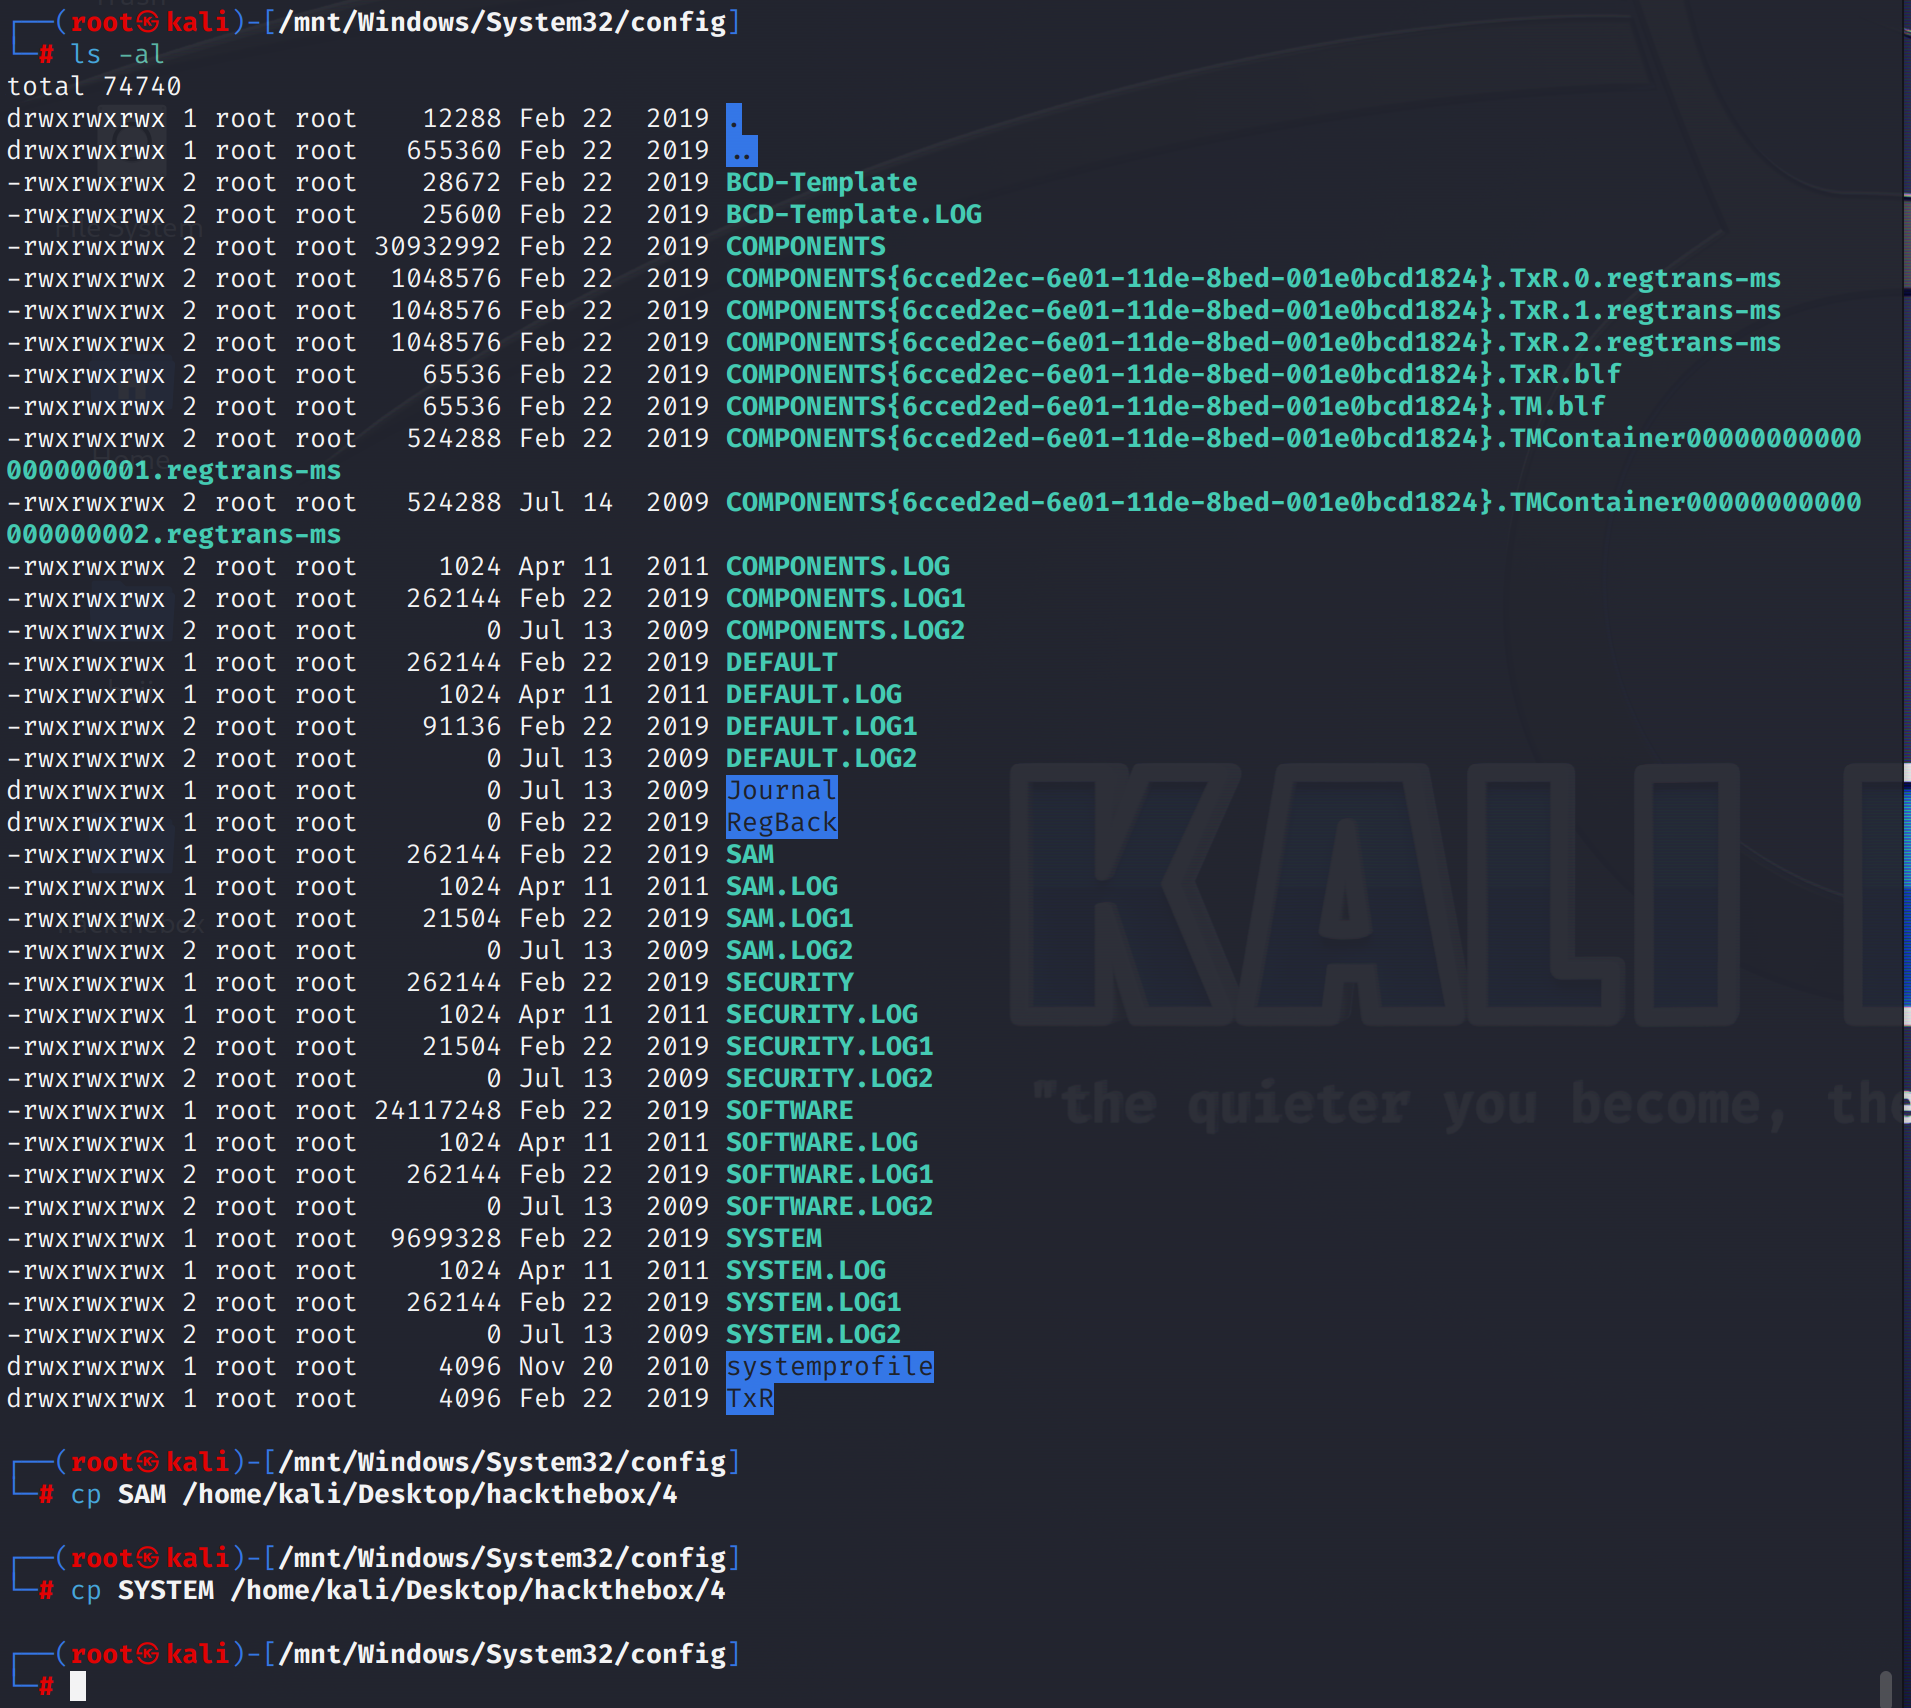 ┌──(root㉿kali)-[/mnt/Windows/System32/config]
└─# ls -al
total 74740
drwxrwxrwx 1 root root    12288 Feb 22  2019 .
drwxrwxrwx 1 root root   655360 Feb 22  2019 ..
-rwxrwxrwx 2 root root    28672 Feb 22  2019 BCD-Template
-rwxrwxrwx 2 root root    25600 Feb 22  2019 BCD-Template.LOG
-rwxrwxrwx 2 root root 30932992 Feb 22  2019 COMPONENTS
-rwxrwxrwx 2 root root  1048576 Feb 22  2019 COMPONENTS{6cced2ec-6e01-11de-8bed-001e0bcd1824}.TxR.0.regtrans-ms
-rwxrwxrwx 2 root root  1048576 Feb 22  2019 COMPONENTS{6cced2ec-6e01-11de-8bed-001e0bcd1824}.TxR.1.regtrans-ms
-rwxrwxrwx 2 root root  1048576 Feb 22  2019 COMPONENTS{6cced2ec-6e01-11de-8bed-001e0bcd1824}.TxR.2.regtrans-ms
-rwxrwxrwx 2 root root    65536 Feb 22  2019 COMPONENTS{6cced2ec-6e01-11de-8bed-001e0bcd1824}.TxR.blf
-rwxrwxrwx 2 root root    65536 Feb 22  2019 COMPONENTS{6cced2ed-6e01-11de-8bed-001e0bcd1824}.TM.blf
-rwxrwxrwx 2 root root   524288 Feb 22  2019 COMPONENTS{6cced2ed-6e01-11de-8bed-001e0bcd1824}.TMContainer00000000000
000000001.regtrans-ms
-rwxrwxrwx 2 root root   524288 Jul 14  2009 COMPONENTS{6cced2ed-6e01-11de-8bed-001e0bcd1824}.TMContainer00000000000
000000002.regtrans-ms
-rwxrwxrwx 2 root root     1024 Apr 11  2011 COMPONENTS.LOG
-rwxrwxrwx 2 root root   262144 Feb 22  2019 COMPONENTS.LOG1
-rwxrwxrwx 2 root root        0 Jul 13  2009 COMPONENTS.LOG2
-rwxrwxrwx 1 root root   262144 Feb 22  2019 DEFAULT
-rwxrwxrwx 1 root root     1024 Apr 11  2011 DEFAULT.LOG
-rwxrwxrwx 2 root root    91136 Feb 22  2019 DEFAULT.LOG1
-rwxrwxrwx 2 root root        0 Jul 13  2009 DEFAULT.LOG2
drwxrwxrwx 1 root root        0 Jul 13  2009 Journal
drwxrwxrwx 1 root root        0 Feb 22  2019 RegBack
-rwxrwxrwx 1 root root   262144 Feb 22  2019 SAM
-rwxrwxrwx 1 root root     1024 Apr 11  2011 SAM.LOG
-rwxrwxrwx 2 root root    21504 Feb 22  2019 SAM.LOG1
-rwxrwxrwx 2 root root        0 Jul 13  2009 SAM.LOG2
-rwxrwxrwx 1 root root   262144 Feb 22  2019 SECURITY
-rwxrwxrwx 1 root root     1024 Apr 11  2011 SECURITY.LOG
-rwxrwxrwx 2 root root    21504 Feb 22  2019 SECURITY.LOG1
-rwxrwxrwx 2 root root        0 Jul 13  2009 SECURITY.LOG2
-rwxrwxrwx 1 root root 24117248 Feb 22  2019 SOFTWARE
-rwxrwxrwx 1 root root     1024 Apr 11  2011 SOFTWARE.LOG
-rwxrwxrwx 2 root root   262144 Feb 22  2019 SOFTWARE.LOG1
-rwxrwxrwx 2 root root        0 Jul 13  2009 SOFTWARE.LOG2
-rwxrwxrwx 1 root root  9699328 Feb 22  2019 SYSTEM
-rwxrwxrwx 1 root root     1024 Apr 11  2011 SYSTEM.LOG
-rwxrwxrwx 2 root root   262144 Feb 22  2019 SYSTEM.LOG1
-rwxrwxrwx 2 root root        0 Jul 13  2009 SYSTEM.LOG2
drwxrwxrwx 1 root root     4096 Nov 20  2010 systemprofile
drwxrwxrwx 1 root root     4096 Feb 22  2019 TxR
┌──(root㉿kali)-[/mnt/Windows/System32/config]
└─# cp SAM /home/kali/Desktop/hackthebox/4
┌──(root㉿kali)-[/mnt/Windows/System32/config]
└─# cp SYSTEM /home/kali/Desktop/hackthebox/4
┌──(root㉿kali)-[/mnt/Windows/System32/config]
└─#
File System
Home
KALI
"the quieter you become, the